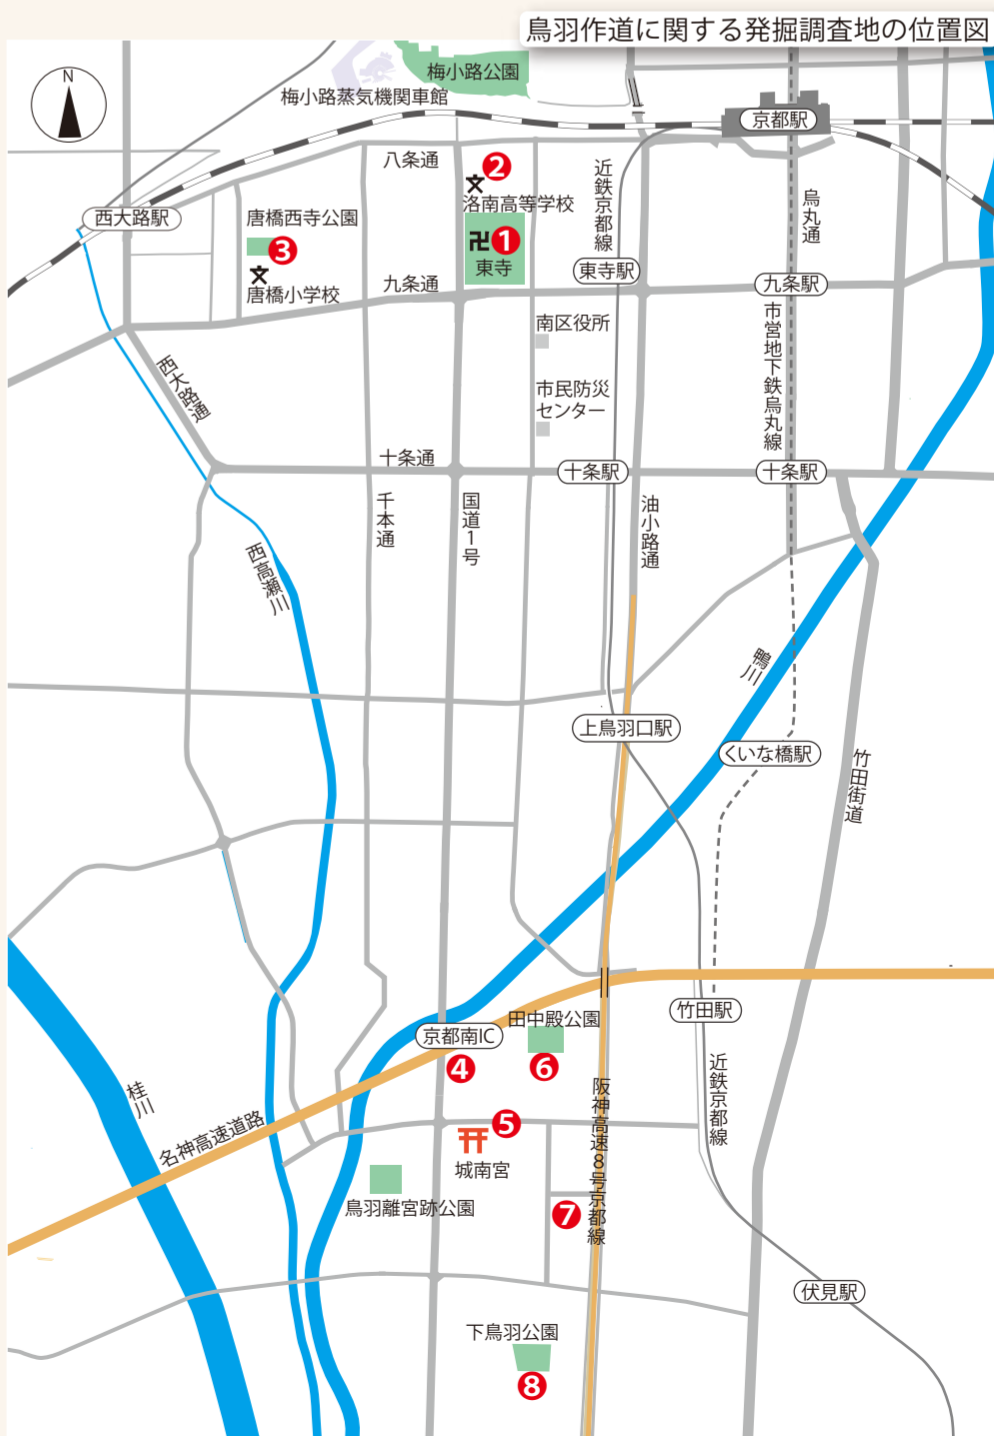 鳥羽作道に関する発掘調査地の位置図
N
梅小路公園
梅小路蒸気機関車館
京都駅
八条通
2
洛南高等学校
近鉄京都線
烏丸通
西大路駅
唐橋西寺公園
3
唐橋小学校
1
東寺
東寺駅
九条通
九条駅
南区役所
市営地下鉄烏丸線
市民防災
センター
西大路通
十条通
十条駅
十条駅
千本通
国道1号
油小路通
西高瀬川
鴨川
上鳥羽口駅
くいな橋駅
竹田街道
竹田駅
田中殿公園
京都南IC
4
6
近鉄京都線
阪神高速8号京都線
桂川
名神高速道路
5
城南宮
鳥羽離宮跡公園
7
伏見駅
下鳥羽公園
8